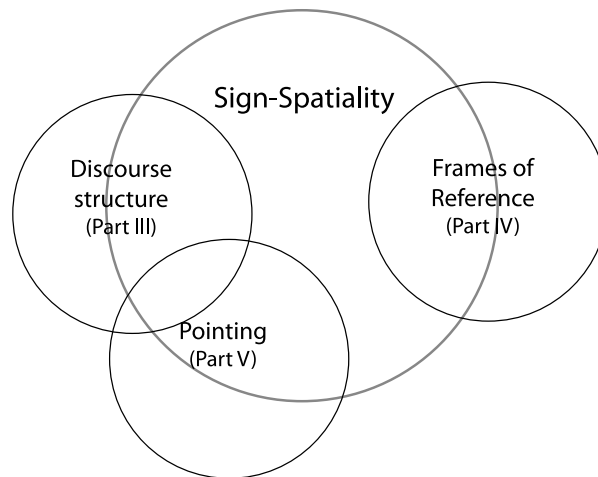 Sign-Spatiality
Discourse
structure
(Part III)
Frames of
Reference
(Part IV)
Pointing
(Part V)